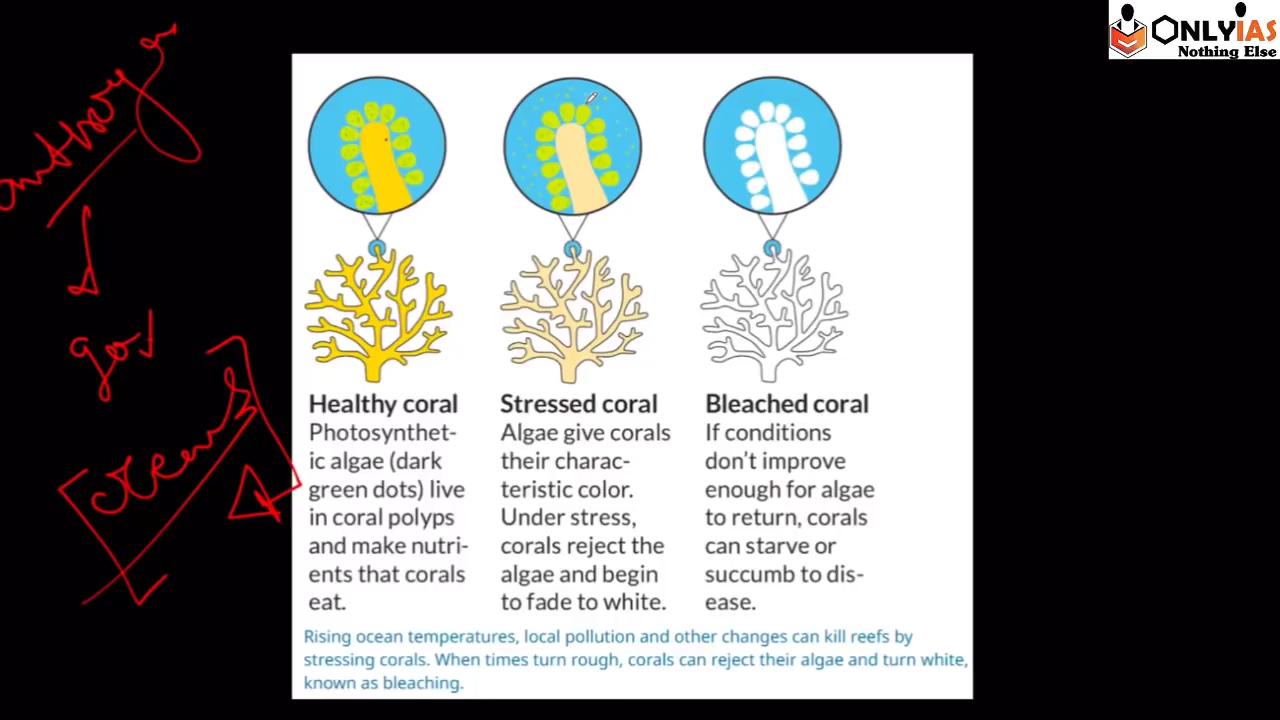 ONLYIAS
Nothing Else
Healthy coral
Photosynthet-
ic algae (dark
green dots) live
in coral polyps
and make nutri-
ents that corals
eat.
Stressed coral
Algae give corals
their charac-
teristic color.
Under stress,
corals reject the
algae and begin
to fade to white.
Bleached coral
If conditions
don't improve
enough for algae
to return, corals
can starve or
succumb to dis-
ease.
Rising ocean temperatures, local pollution and other changes can kill reefs by
stressing corals. When times turn rough, corals can reject their algae and turn white,
known as bleaching.